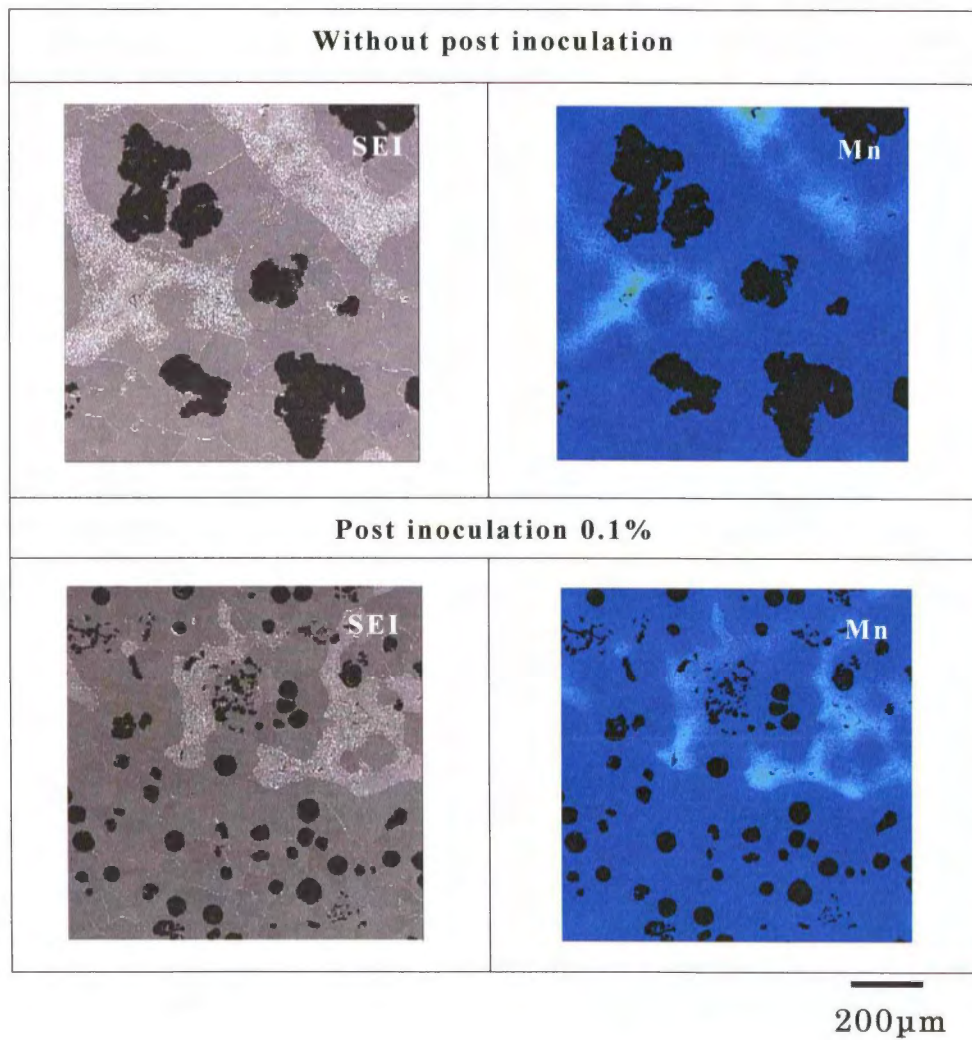 Without post inoculation
SEI
Mn
Post inoculation 0.1%
SEI
Mn
200µm